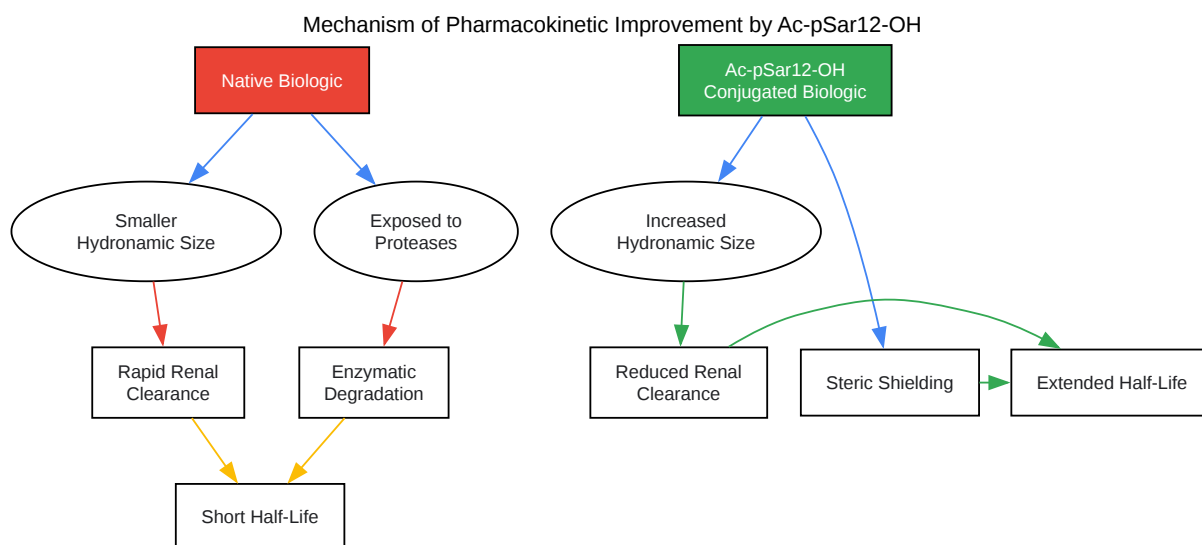 Mechanism of Pharmacokinetic Improvement by Ac-pSar12-OH
Native Biologic
Ac-pSar12-OH
Conjugated Biologic
Smaller
Hydronamic Size
Exposed to
Proteases
Increased
Hydronamic Size
Rapid Renal
Clearance
Enzymatic
Degradation
Reduced Renal
Clearance
Steric Shielding
Extended Half-Life
Short Half-Life